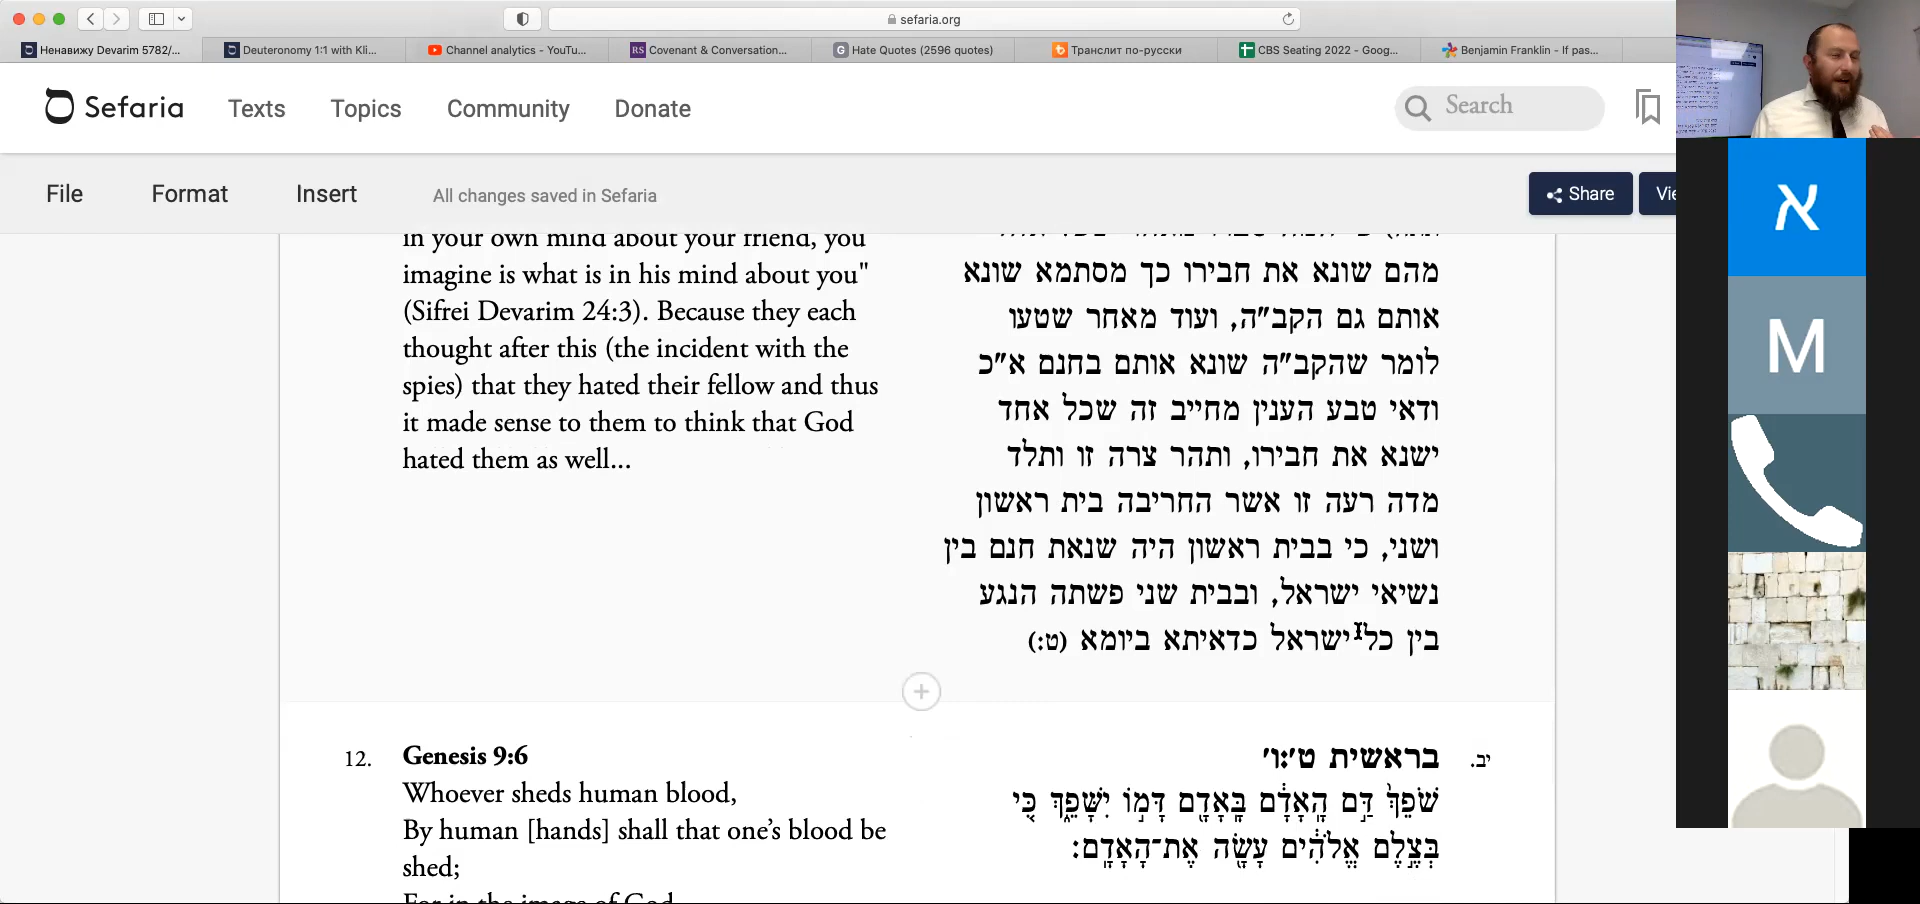 sefaria.org
Ненавижу Devarim 5782/...
Deuteronomy 1:1 with Kli...
Channel analytics - YouTu...
RS Covenant & Conversation...
G Hate Quotes (2596 quotes)
Транслит по-русски
CBS Seating 2022 - Goog...
Benjamin Franklin - If pas...
Sefaria
Texts
Topics
Community
Donate
Search
File
Format
Insert
All changes saved in Sefaria
Share
Vie
in your own mind about your friend, you
imagine is what is in his mind about you"
(Sifrei Devarim 24:3). Because they each
thought after this (the incident with the
spies) that they hated their fellow and thus
it made sense to them to think that God
hated them as well...
מהם שונא את חבירו כך מסתמא שונא
אותם גם הקב"ה, ועוד מאחר שטעו
לומר שהקב"ה שונא אותם בחנם א"כ
ודאי טבע הענין מחייב זה שכל אחד
ישנא את חבירו, ותהר צרה זו ותלד
מדה רעה זו אשר החריבה בית ראשון
ושני, כי בבית ראשון היה שנאת חנם בין
נשיאי ישראל, ובבית שני פשתה הנגע
בין כל ישראל כדאיתא ביומא (ט:)
12.
Genesis 9:6
Whoever sheds human blood,
By human [hands] shall that one’s blood be
shed;
For in the image of God
יב.
בראשית ט׳:ו׳
שֹׁפֵךְ֙ דַּ֣ם הָֽאָדָ֔ם בָּֽאָדָ֖ם דָּמ֣וֹ יִשָּׁפֵ֑ךְ כִּ֚י
בְּצֶ֣לֶם אֱלֹהִ֔ים עָשָׂ֖ה אֶת־הָאָדָֽם׃
א
M